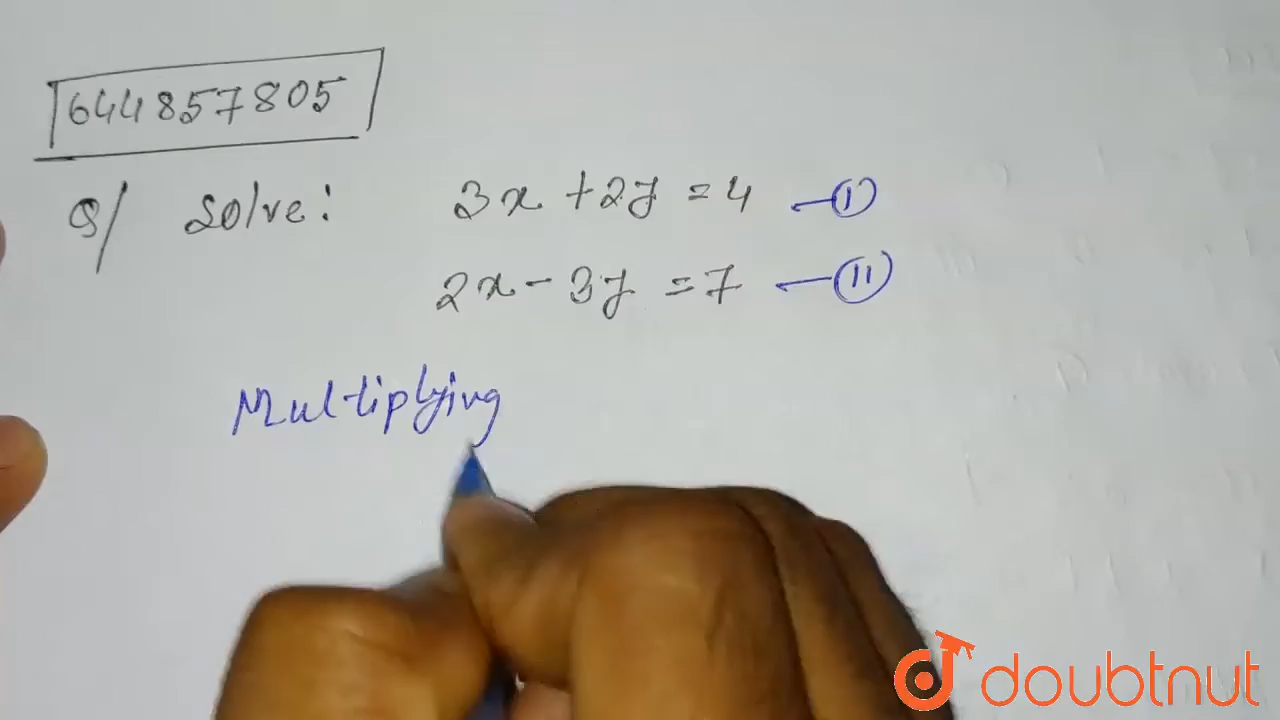 644857805
Q/ Solve: 3x + 2y = 4 — (I)
2x - 3y = 7 — (II)
Multiplying
doubtnut